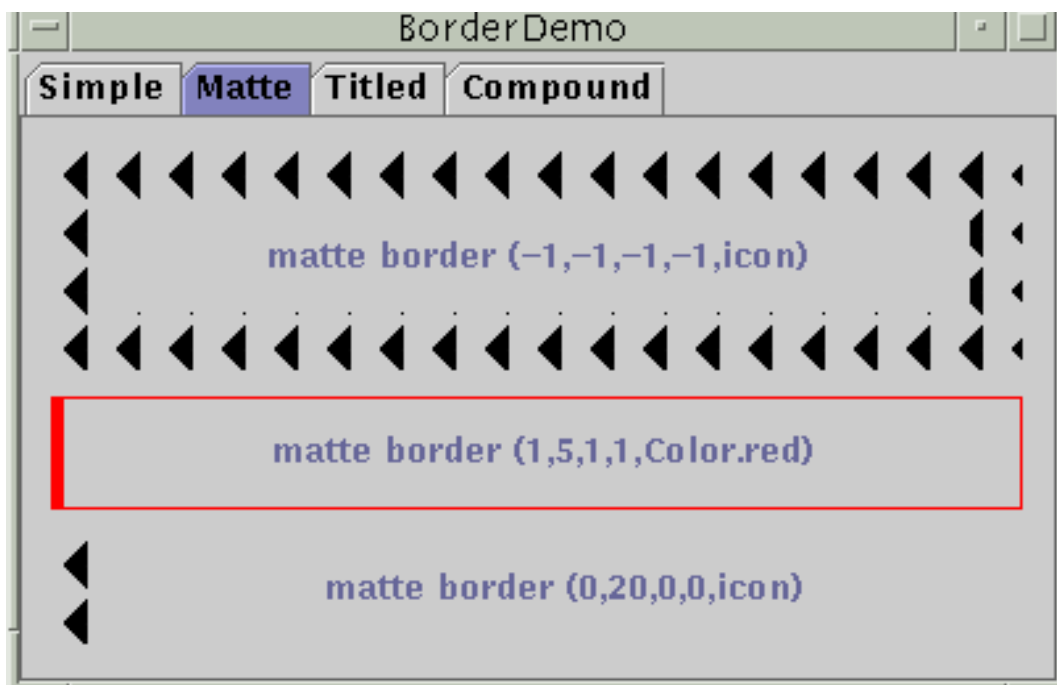 BorderDemo
Simple Matte Titled Compound
matte border (−1,−1,−1,−1,icon)
matte border (1,5,1,1,Color.red)
matte border (0,20,0,0,icon)